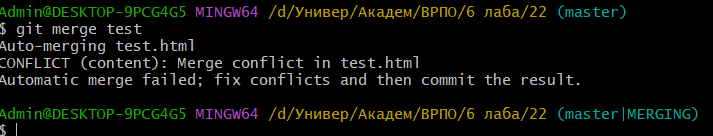 Admin@DESKTOP-9PCG4G5 MINGW64 /d/Универ/Академ/ВРПО/6 лаба/22 (master)
$ git merge test
Auto-merging test.html
CONFLICT (content): Merge conflict in test.html
Automatic merge failed; fix conflicts and then commit the result.
Admin@DESKTOP-9PCG4G5 MINGW64 /d/Универ/Академ/ВРПО/6 лаба/22 (master|MERGING)
$